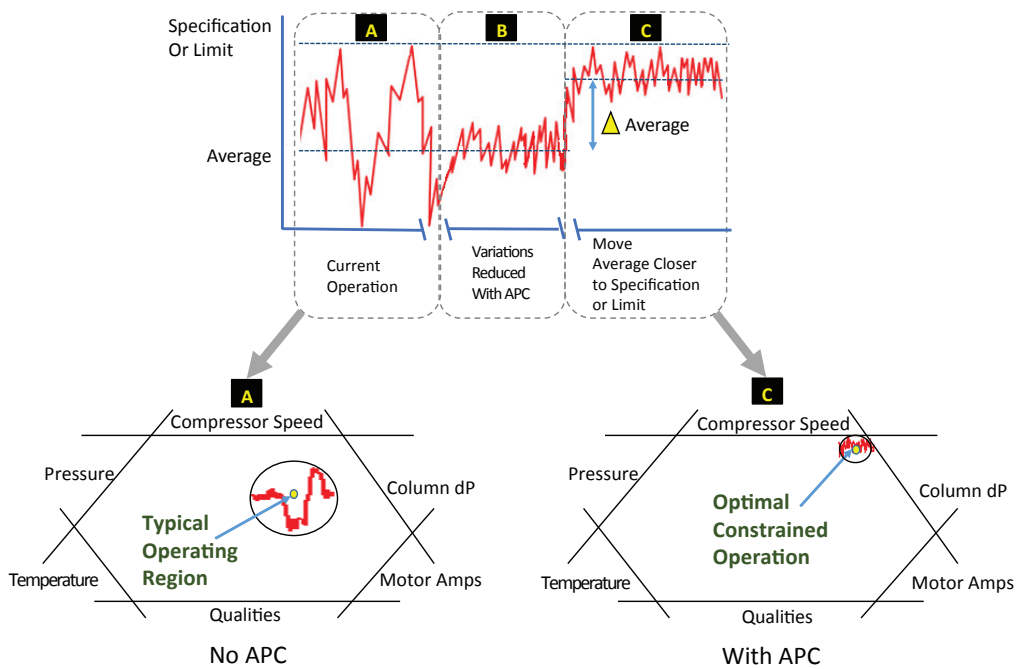 Specification
Or Limit
A
B
C
Average
Average
Current
Operation
Variations
Reduced
With APC
Move
Average Closer
to Specification
or Limit
A
Compressor Speed
Pressure
Column dP
Typical
Operating
Region
Temperature
Motor Amps
Qualities
No APC
C
Compressor Speed
Pressure
Column dP
Optimal
Constrained
Operation
Temperature
Motor Amps
Qualities
With APC